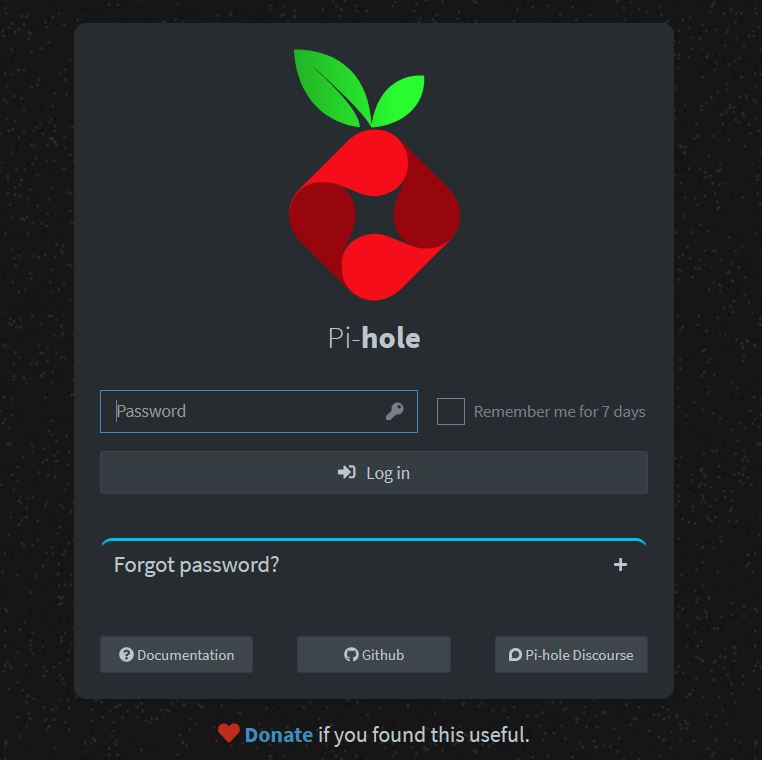 Pi-hole
Password
Remember me for 7 days
Log in
Forgot password?
Documentation
Github
Pi-hole Discourse
Donate if you found this useful.